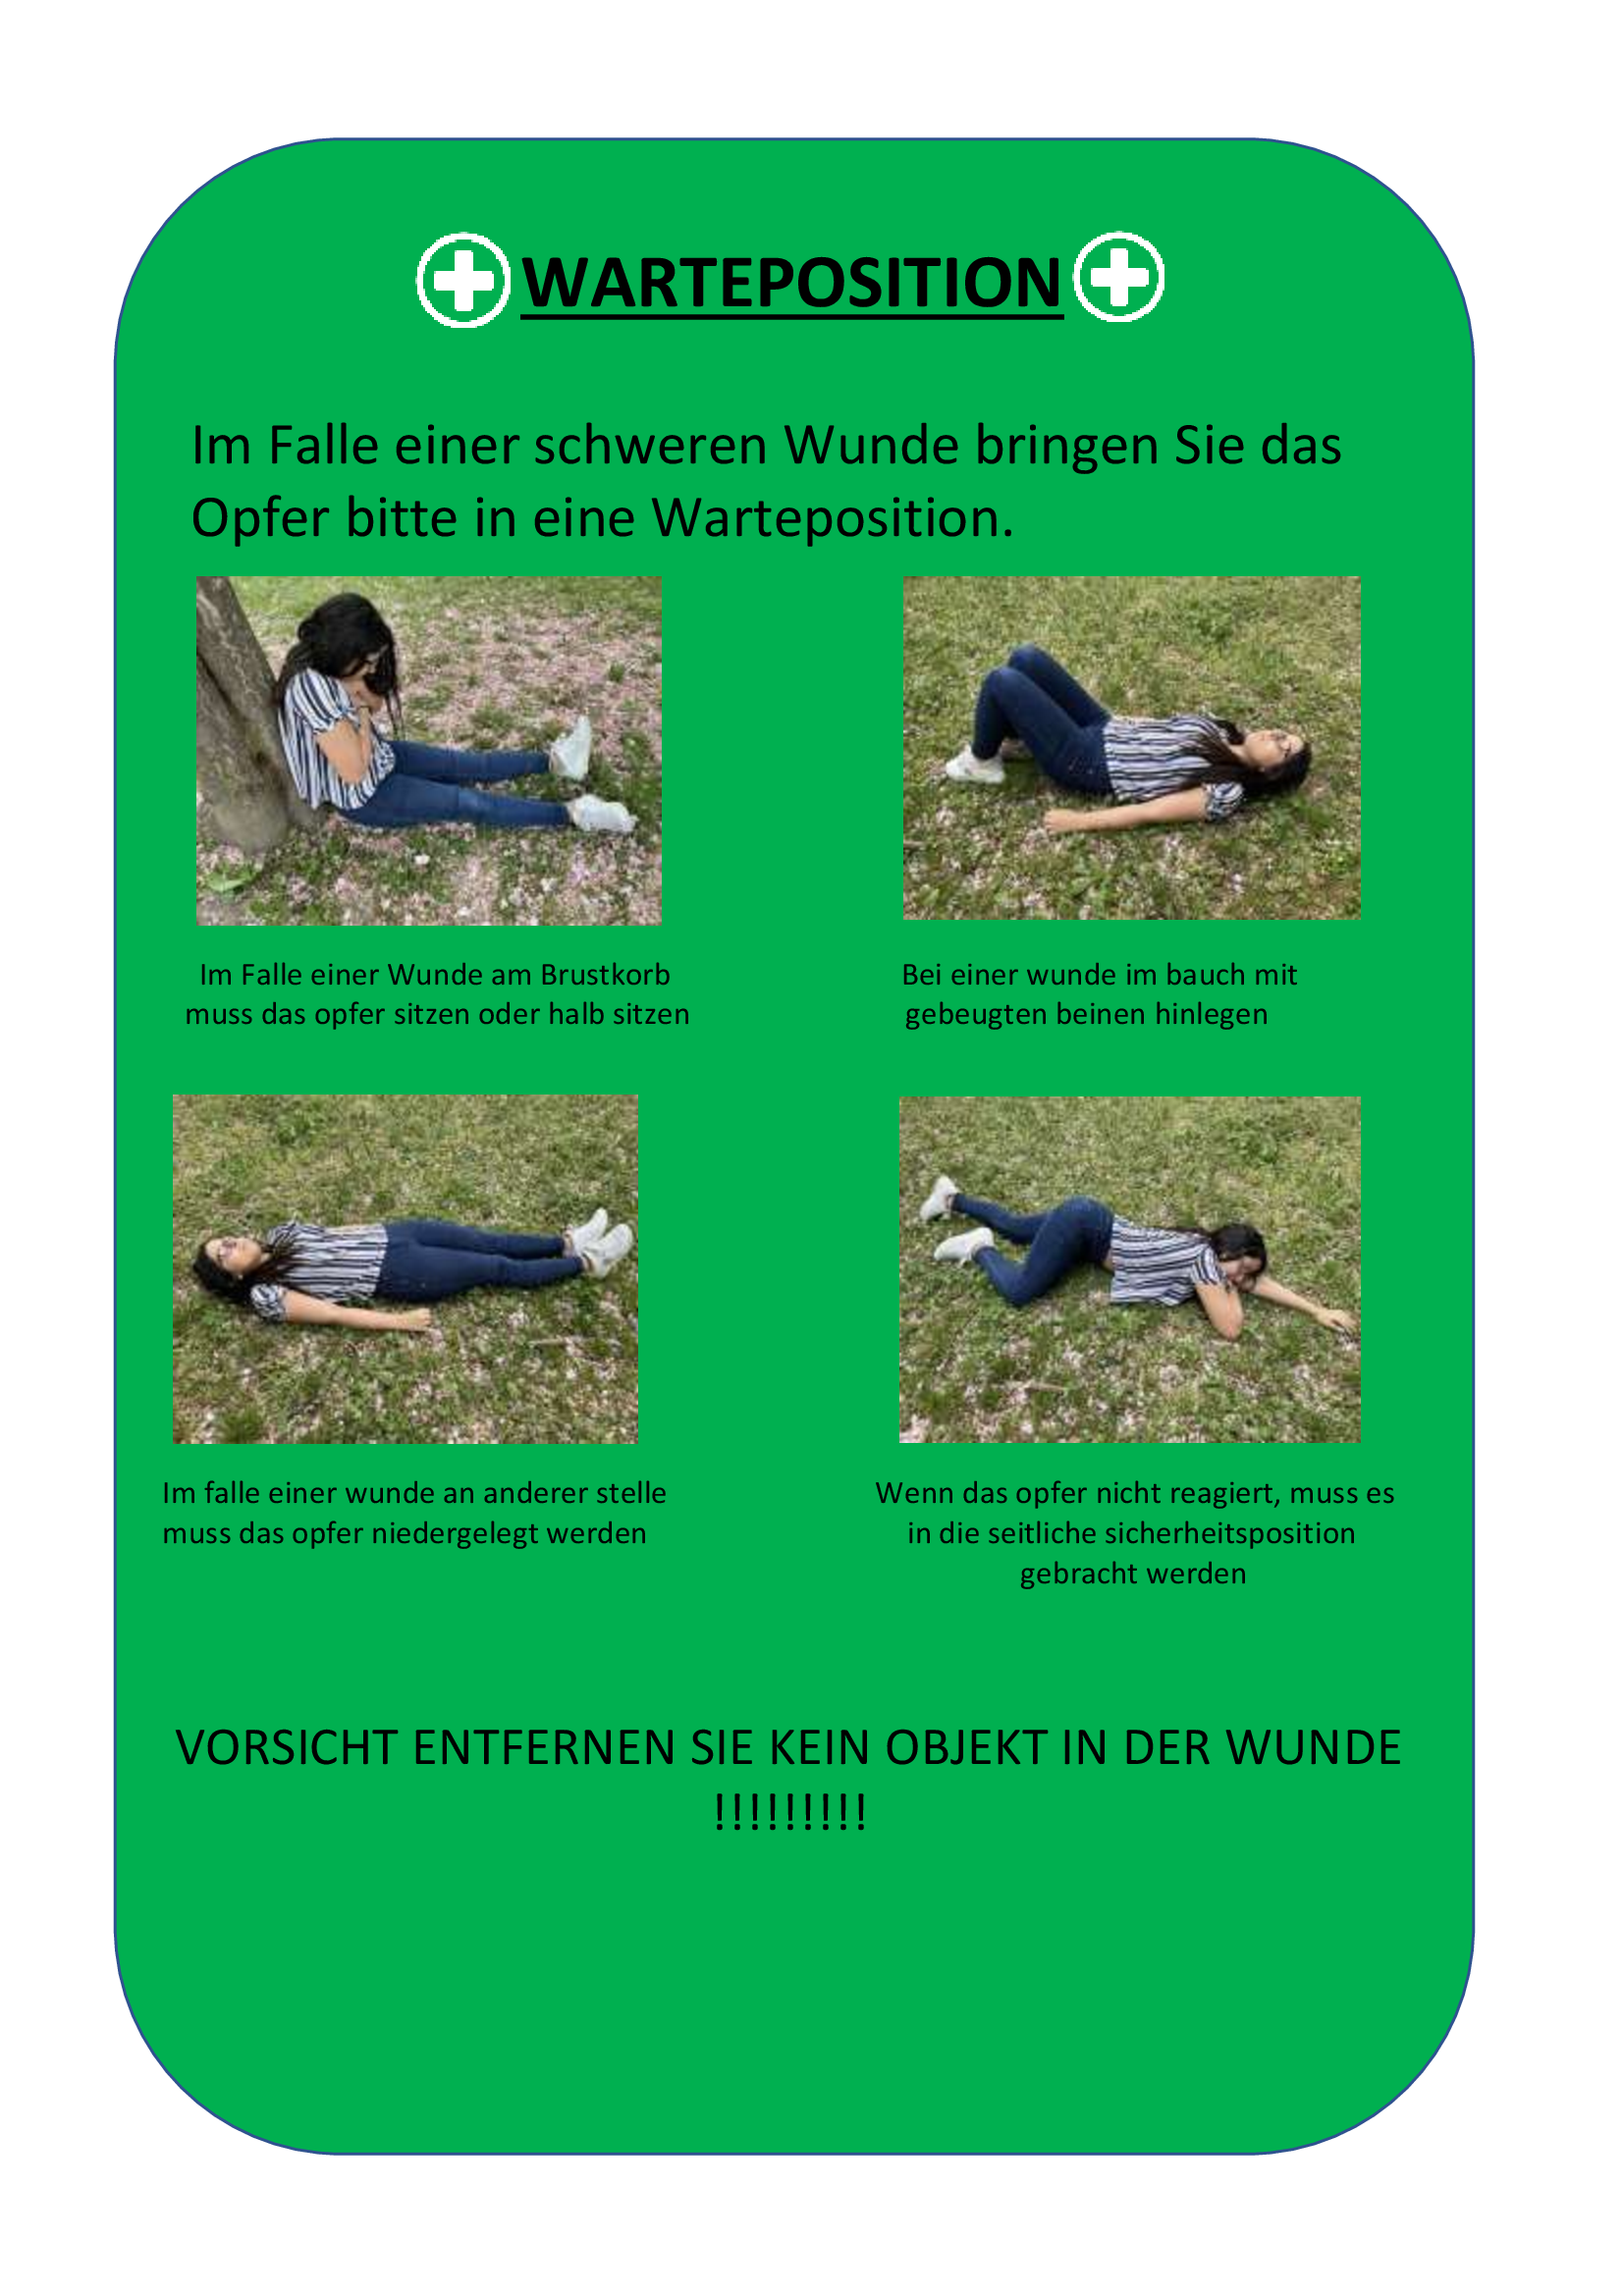 WARTEPOSITION
Im Falle einer schweren Wunde bringen Sie das
Opfer bitte in eine Warteposition.
Im Falle einer Wunde am Brustkorb
muss das opfer sitzen oder halb sitzen
Bei einer wunde im bauch mit
gebeugten beinen hinlegen
Im falle einer wunde an anderer stelle
muss das opfer niedergelegt werden
Wenn das opfer nicht reagiert, muss es
in die seitliche sicherheitsposition
gebracht werden
VORSICHT ENTFERNEN SIE KEIN OBJEKT IN DER WUNDE
!!!!!!!!!